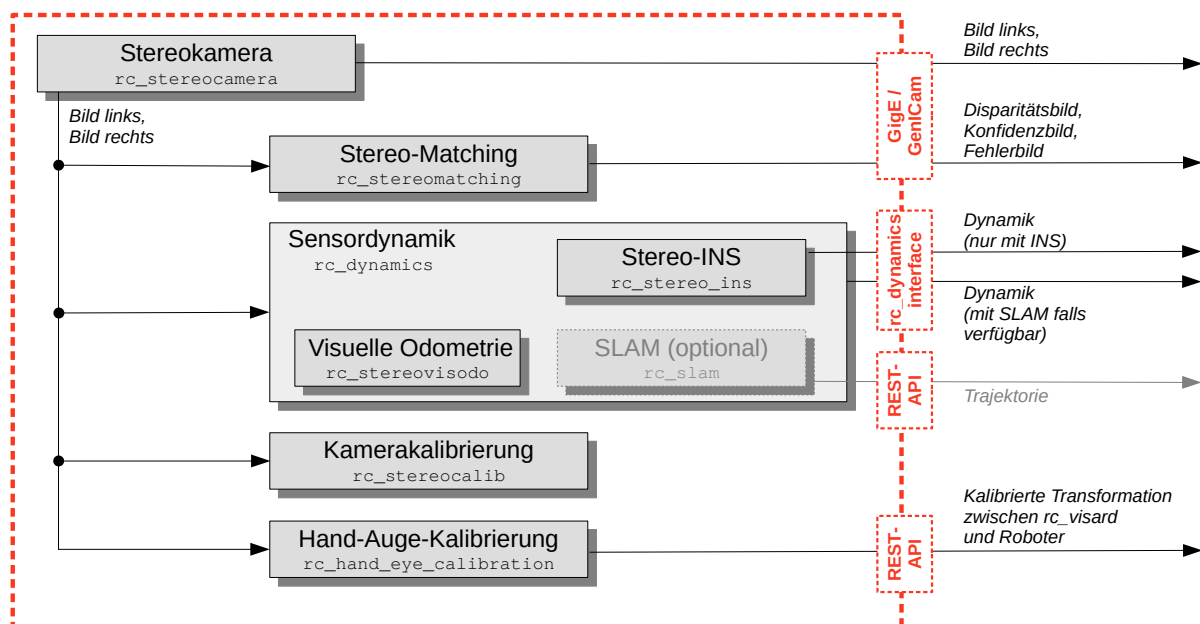 Stereokamera
rc_stereocamera
Bild links,
Bild rechts
Bild links,
Bild rechts
GigE /
GenICam
Stereo-Matching
rc_stereomatching
Disparitätsbild,
Konfidenzbild,
Fehlerbild
Sensordynamik
rc_dynamics
Stereo-INS
rc_stereo_ins
Visuelle Odometrie
rc_stereovisodo
SLAM (optional)
rc_slam
rc_dynamics
interface
Dynamik
(nur mit INS)
Dynamik
(mit SLAM falls
verfügbar)
REST-
API
Trajektorie
Kamerakalibrierung
rc_stereocalib
Hand-Auge-Kalibrierung
rc_hand_eye_calibration
REST-
API
Kalibrierte Transformation
zwischen rc_visard
und Roboter